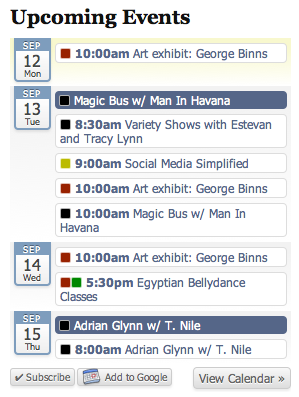 Upcoming Events
SEP
12
Mon
10:00am Art exhibit: George Binns
SEP
13
Tue
Magic Bus w/ Man In Havana
8:30am Variety Shows with Estevan
and Tracy Lynn
9:00am Social Media Simplified
10:00am Art exhibit: George Binns
10:00am Magic Bus w/ Man In
Havana
SEP
14
Wed
10:00am Art exhibit: George Binns
5:30pm Egyptian Bellydance
Classes
SEP
15
Thu
Adrian Glynn w/ T. Nile
8:00am Adrian Glynn w/ T. Nile
✔ Subscribe
Add to Google
View Calendar »